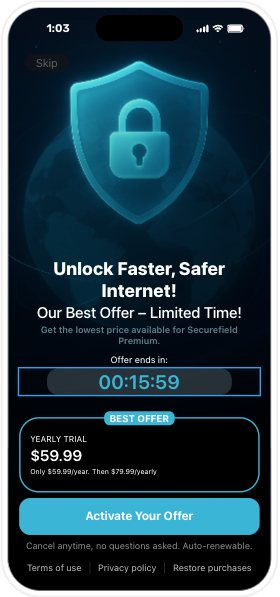 1:03
Skip
Unlock Faster, Safer
Internet!
Our Best Offer – Limited Time!
Get the lowest price available for Securefield
Premium.
Offer ends in:
00:15:59
BEST OFFER
YEARLY TRIAL
$59.99
Only $59.99/year. Then $79.99/yearly
Activate Your Offer
Cancel anytime, no questions asked. Auto-renewable.
Terms of use Privacy policy Restore purchases